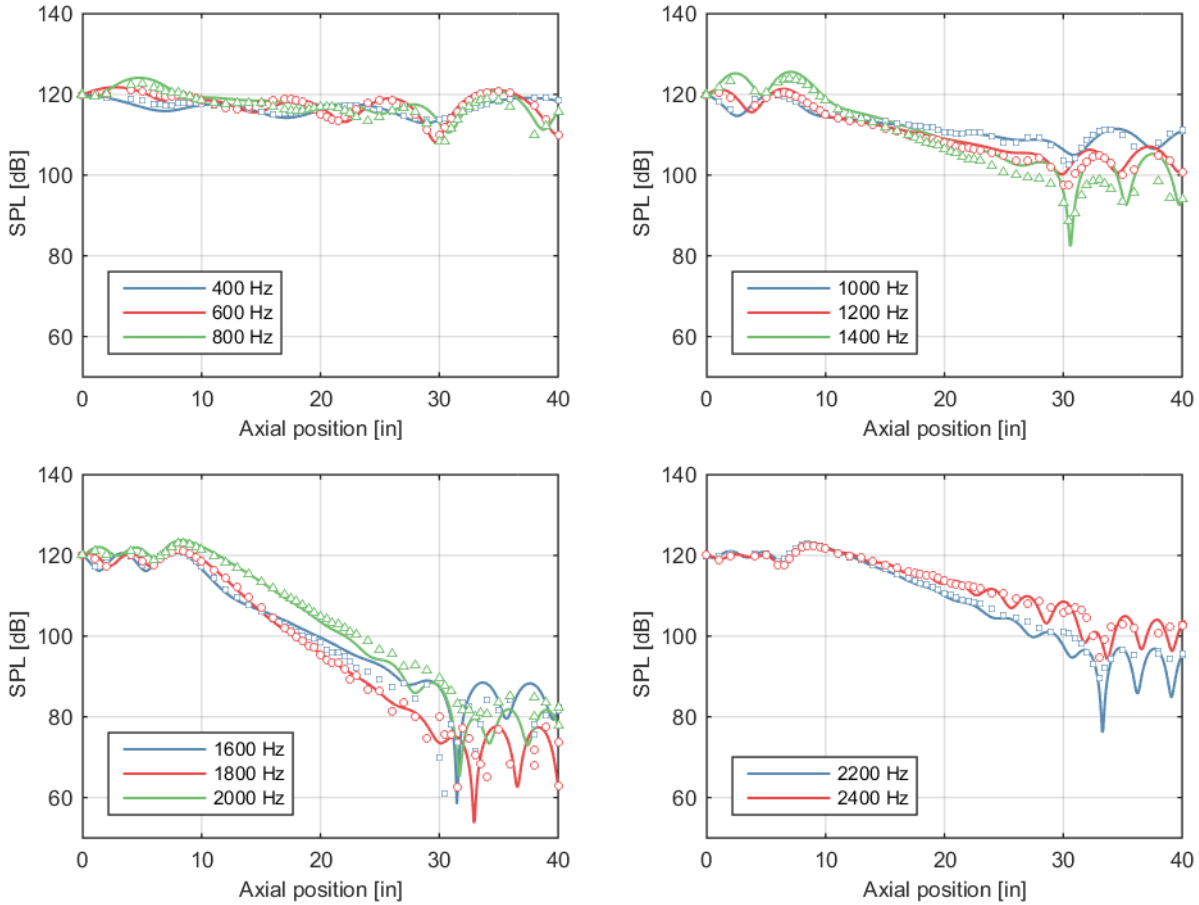 140
120
100
80
60
SPL [dB]
400 Hz
600 Hz
800 Hz
0 10 20 30 40
Axial position [in]
140
120
100
80
60
SPL [dB]
1000 Hz
1200 Hz
1400 Hz
0 10 20 30 40
Axial position [in]
140
120
100
80
60
SPL [dB]
1600 Hz
1800 Hz
2000 Hz
0 10 20 30 40
Axial position [in]
140
120
100
80
60
SPL [dB]
2200 Hz
2400 Hz
0 10 20 30 40
Axial position [in]